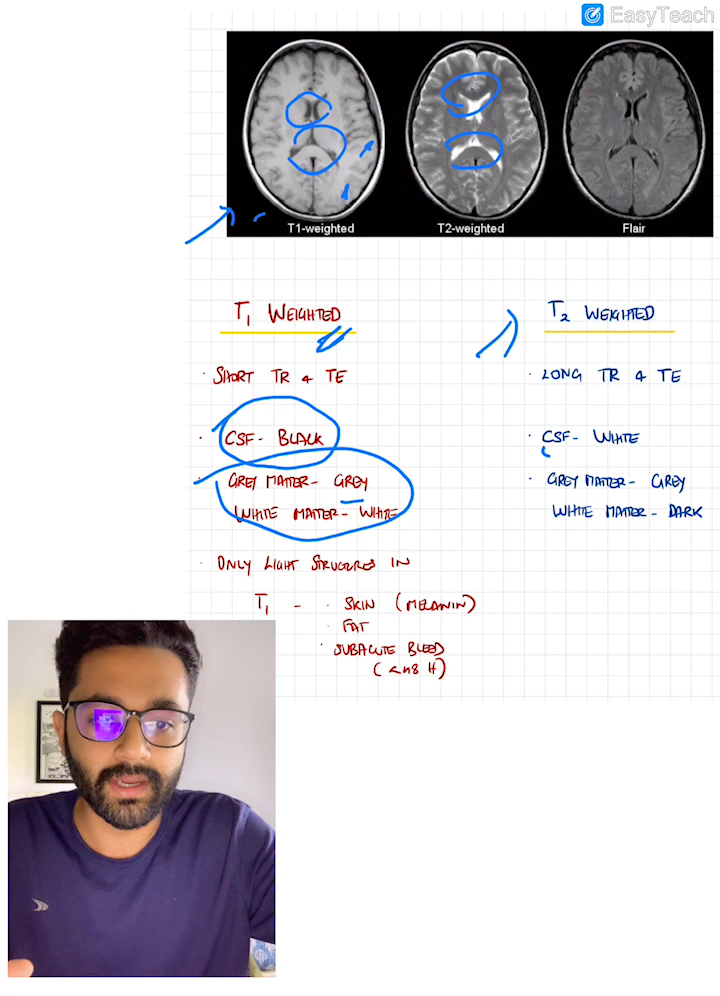 EasyTeach
T1-weighted
T2-weighted
Flair
T1 WEIGHTED
T2 WEIGHTED
· SHORT TR & TE
· LONG TR & TE
· CSF - BLACK
· CSF - WHITE
· GREY MATTER - GREY
WHITE MATTER - WHITE
· GREY MATTER - GREY
WHITE MATTER - DARK
· ONLY LIGHT STRUCTURES IN
T1 - · SKIN (MELANIN)
· FAT
· SUBACUTE BLEED